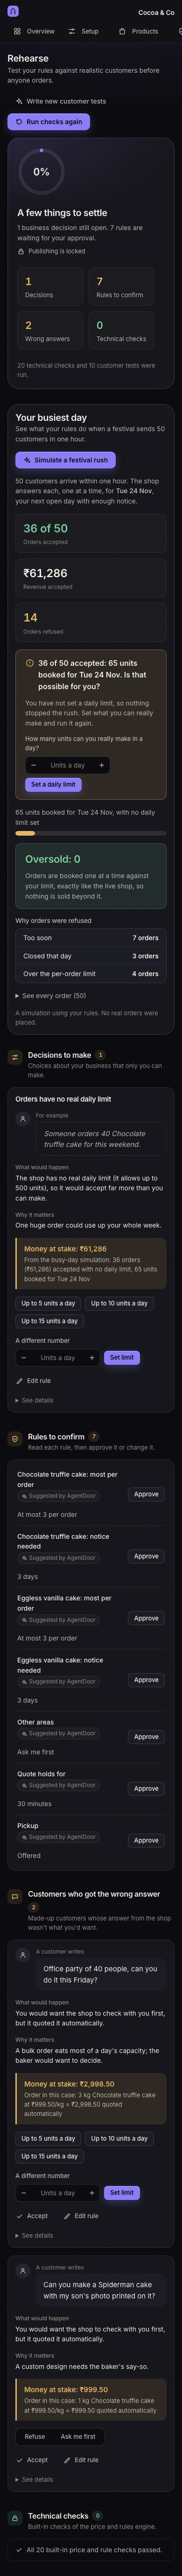 Cocoa & Co
Overview
Setup
Products
Rehearse
Test your rules against realistic customers before
anyone orders.
Write new customer tests
Run checks again
0%
A few things to settle
1 business decision still open. 7 rules are
waiting for your approval.
Publishing is locked
1
Decisions
7
Rules to confirm
2
Wrong answers
0
Technical checks
20 technical checks and 10 customer tests were
run.
Your busiest day
See what your rules do when a festival sends 50
customers in one hour.
Simulate a festival rush
50 customers arrive within one hour. The shop
answers each, one at a time, for Tue 24 Nov,
your next open day with enough notice.
36 of 50
Orders accepted
₹61,286
Revenue accepted
14
Orders refused
36 of 50 accepted: 65 units
booked for Tue 24 Nov. Is that
possible for you?
You have not set a daily limit, so nothing
stopped the rush. Set what you can really make
and run it again.
How many units can you really make in a
day?
− Units a day +
Set a daily limit
65 units booked for Tue 24 Nov, with no daily
limit set
Oversold: 0
Orders are booked one at a time against
your limit, exactly like the live shop, so
nothing is sold beyond it.
Why orders were refused
Too soon 7 orders
Closed that day 3 orders
Over the per-order limit 4 orders
▶ See every order (50)
A simulation using your rules. No real orders were
placed.
Decisions to make 1
Choices about your business that only you can
make.
Orders have no real daily limit
For example
Someone orders 40 Chocolate
truffle cake for this weekend.
What would happen
The shop has no real daily limit (it allows up to
500 units), so it would accept far more than you
can make.
Why it matters
One huge order could use up your whole week.
Money at stake: ₹61,286
From the busy-day simulation: 36 orders
(₹61,286) accepted with no daily limit, 65 units
booked for Tue 24 Nov
Up to 5 units a day
Up to 10 units a day
Up to 15 units a day
A different number
− Units a day +
Set limit
Edit rule
▶ See details
Rules to confirm 7
Read each rule, then approve it or change it.
Chocolate truffle cake: most per
order
Suggested by AgentDoor
Approve
At most 3 per order
Chocolate truffle cake: notice
needed
Suggested by AgentDoor
Approve
3 days
Eggless vanilla cake: most per
order
Suggested by AgentDoor
Approve
At most 3 per order
Eggless vanilla cake: notice
needed
Suggested by AgentDoor
Approve
3 days
Other areas
Suggested by AgentDoor
Approve
Ask me first
Quote holds for
Suggested by AgentDoor
Approve
30 minutes
Pickup
Suggested by AgentDoor
Approve
Offered
Customers who got the wrong answer
2
Made-up customers whose answer from the shop
wasn't what you'd want.
A customer writes
Office party of 40 people, can you
do it this Friday?
What would happen
You would want the shop to check with you first,
but it quoted it automatically.
Why it matters
A bulk order eats most of a day's capacity; the
baker would want to decide.
Money at stake: ₹2,998.50
Order in this case: 3 kg Chocolate truffle cake
at ₹999.50/kg = ₹2,998.50 quoted
automatically
Up to 5 units a day
Up to 10 units a day
Up to 15 units a day
A different number
− Units a day +
Set limit
Accept
Edit rule
▶ See details
A customer writes
Can you make a Spiderman cake
with my son's photo printed on it?
What would happen
You would want the shop to check with you first,
but it quoted it automatically.
Why it matters
A custom design needs the baker's say-so.
Money at stake: ₹999.50
Order in this case: 1 kg Chocolate truffle cake
at ₹999.50/kg = ₹999.50 quoted automatically
Refuse
Ask me first
Accept
Edit rule
▶ See details
Technical checks 0
Built-in checks of the price and rules engine.
All 20 built-in price and rule checks passed.